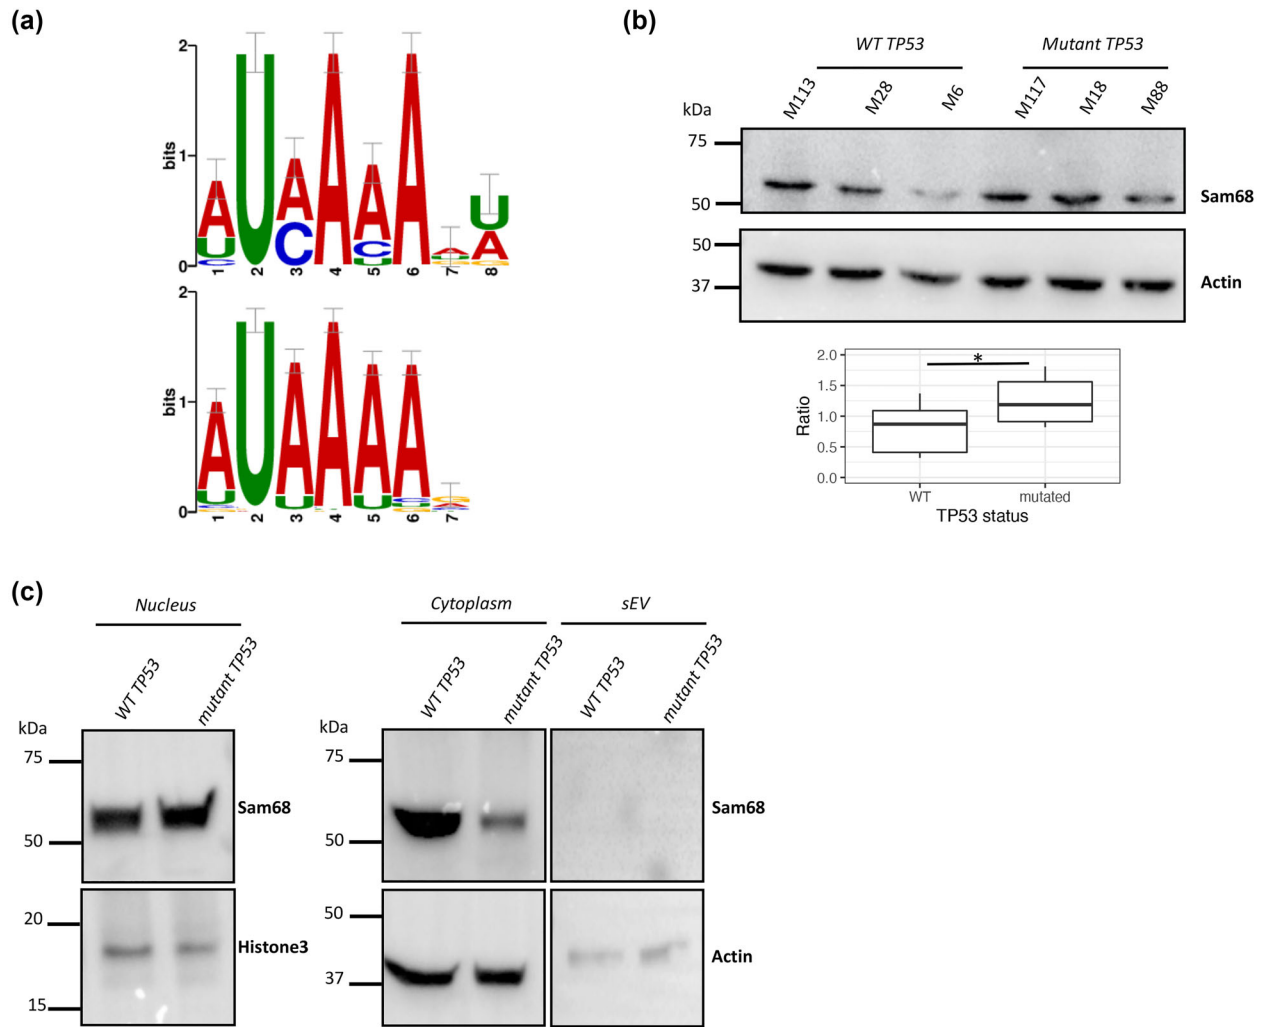 (a)
2
1
0
bits
A U A A A A A U
U C C U A
C U
1 2 3 4 5 6 7 8
2
1
0
bits
A U A A A A
U U U C
1 2 3 4 5 6 7
(b)
WT TP53 Mutant TP53
M113 M28 M6 M117 M18 M88
kDa
75
50
Sam68
50
37
Actin
2.0
1.5
1.0
0.5
0.0
Ratio
*
WT mutated
TP53 status
(c)
Nucleus Cytoplasm sEV
WT TP53 mutant TP53 WT TP53 mutant TP53 WT TP53 mutant TP53
kDa
75
50
Sam68
20
15
Histone3
kDa
75
50
Sam68
50
37
Actin